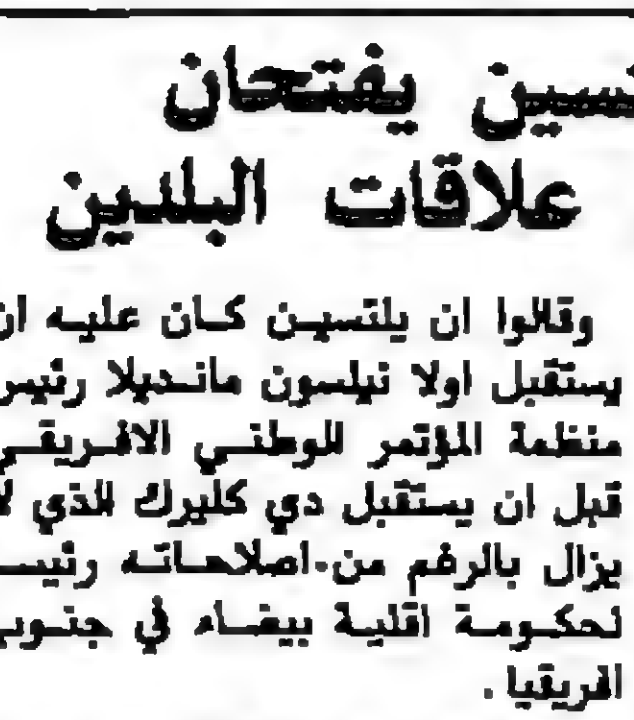 يفتحان
علاقات البلدين
وقالوا ان يلتسين كان عليه ان
يستقبل اولا نيلسون مانديلا رئيس
منظمة المؤتمر الوطني الافريقي
قبل ان يستقبل دي كليرك الذي لا
يزال بالرغم من اصلاحاته رئيسا
لحكومة اقلية بيضاء في جنوب
افريقيا .